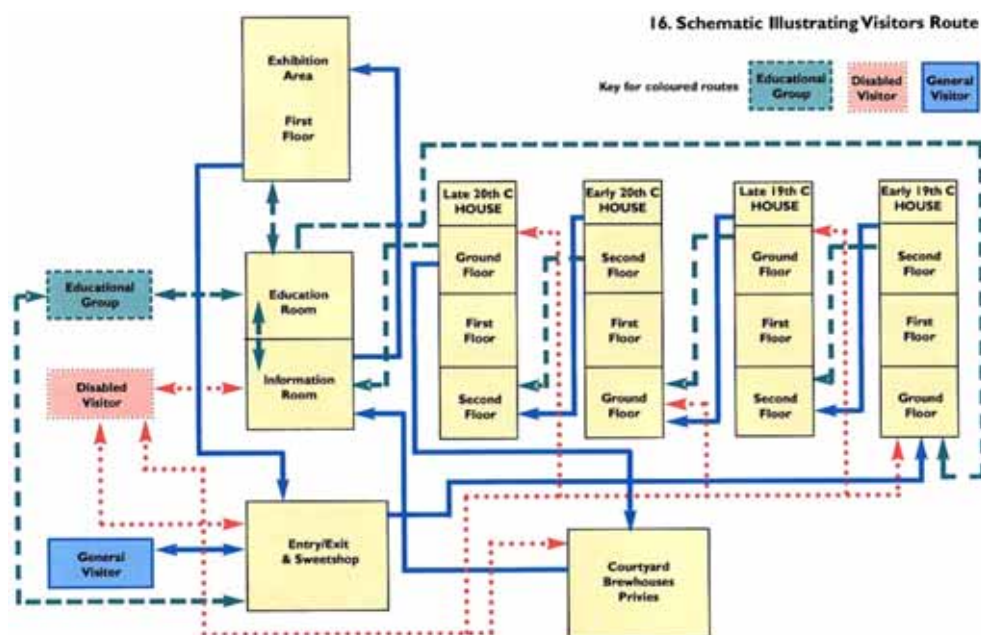 16. Schematic Illustrating Visitors Route
Key for coloured routes
Educational
Group
Disabled
Visitor
General
Visitor
Exhibition
Area
First
Floor
Late 20th C
HOUSE
Ground
Floor
First
Floor
Second
Floor
Early 20th C
HOUSE
Second
Floor
First
Floor
Ground
Floor
Late 19th C
HOUSE
Ground
Floor
First
Floor
Second
Floor
Early 19th C
HOUSE
Second
Floor
First
Floor
Ground
Floor
Educational
Group
Education
Room
Disabled
Visitor
Information
Room
General
Visitor
Entry/Exit
& Sweetshop
Courtyard
Brewhouses
Privies